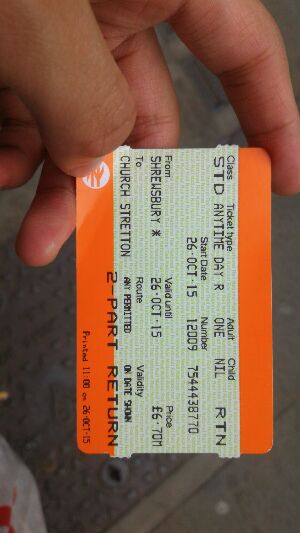 Class Ticket type Adult Child
STD ANYTIME DAY R ONE NIL RTN
Start Date Number
26·OCT·15 12009 7544438770
From Valid until Price
SHREWSBURY * 26·OCT·15 £6·70M
To Route Validity
CHURCH STRETTON ANY PERMITTED ON DATE SHOWN
2-PART RETURN
Printed 11:00 on 26-OCT-15